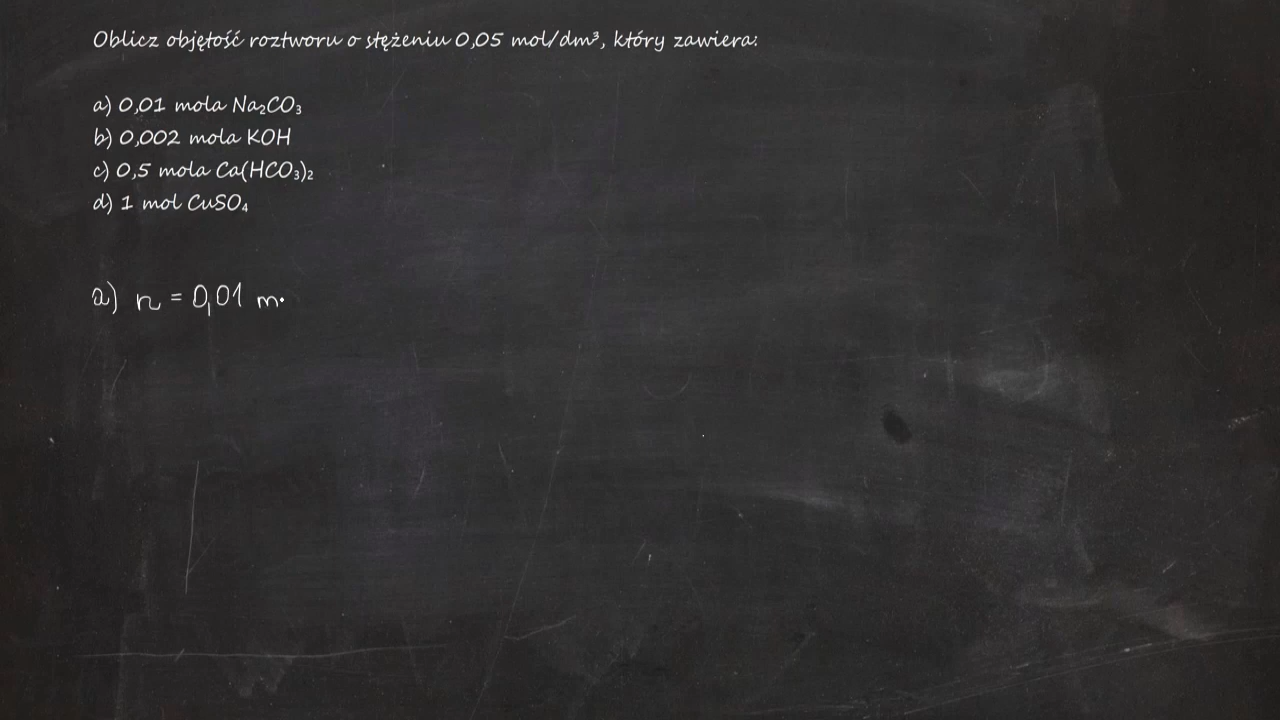 Oblicz objętość roztworu o stężeniu 0,05 mol/dm³, który zawiera:
a) 0,01 mola Na₂CO₃
b) 0,002 mola KOH
c) 0,5 mola Ca(HCO₃)₂
d) 1 mol CuSO₄
a) n = 0,01 m